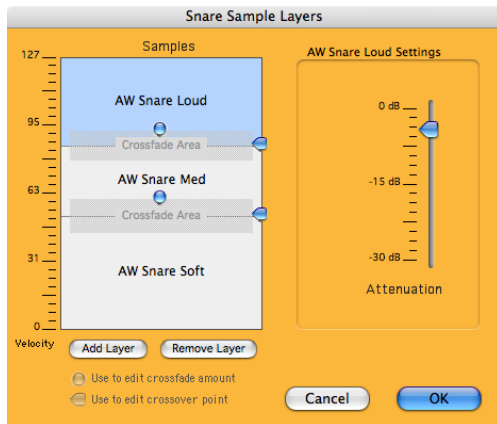 Snare Sample Layers
Samples
AW Snare Loud Settings
127
95
63
31
0
Velocity
AW Snare Loud
Crossfade Area
AW Snare Med
Crossfade Area
AW Snare Soft
0 dB
-15 dB
-30 dB
Attenuation
Add Layer
Remove Layer
Use to edit crossfade amount
Use to edit crossover point
Cancel
OK